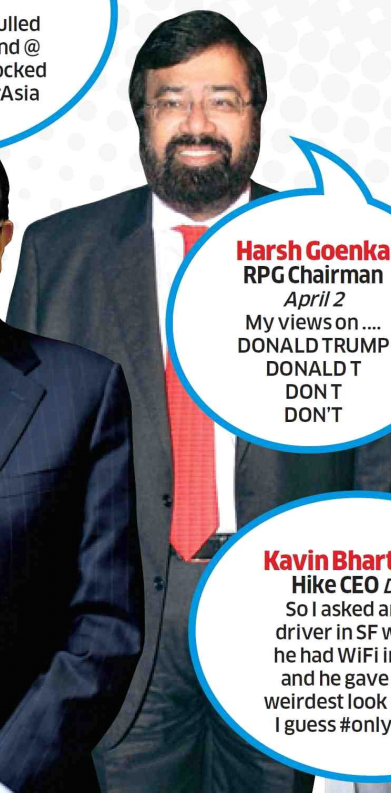 ulled
nd @
ocked
Asia
Harsh Goenka
RPG Chairman
April 2
My views on ....
DONALD TRUMP
DONALD T
DON T
DON'T
Kavin Bhart
Hike CEO D
So I asked a
driver in SF w
he had WiFi i
and he gave
weirdest look
I guess #only